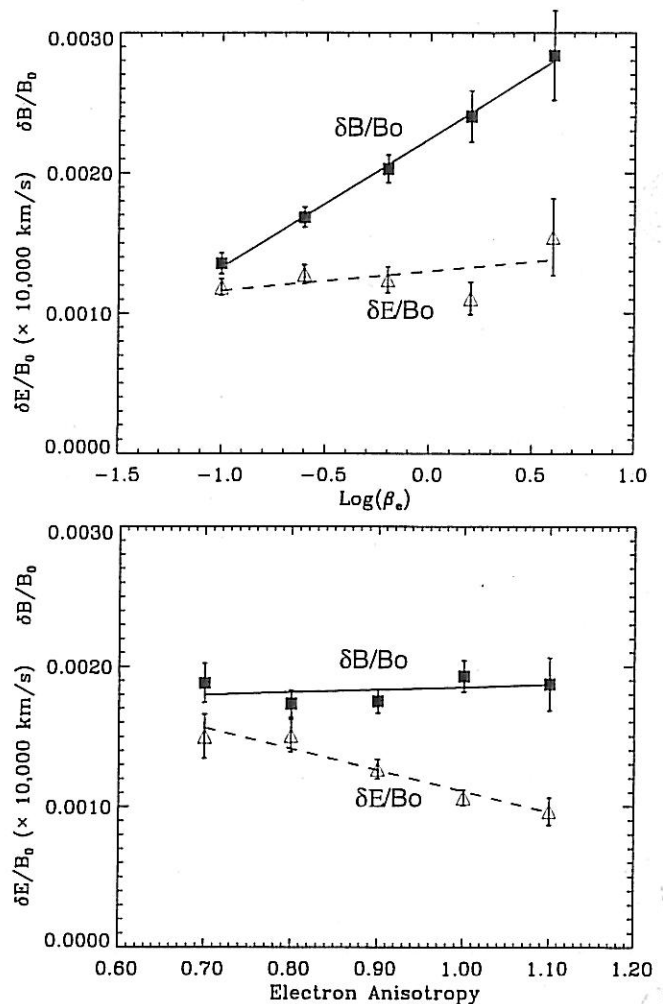 0.0030
δB/B₀
δB/Bo
0.0020
δE/B₀ (× 10,000 km/s)
0.0010
δE/Bo
0.0000
-1.5 -1.0 -0.5 0.0 0.5 1.0
Log(βₑ)
0.0030
δB/B₀
δB/Bo
0.0020
δE/B₀ (× 10,000 km/s)
0.0010
δE/Bo
0.0000
0.60 0.70 0.80 0.90 1.00 1.10 1.20
Electron Anisotropy